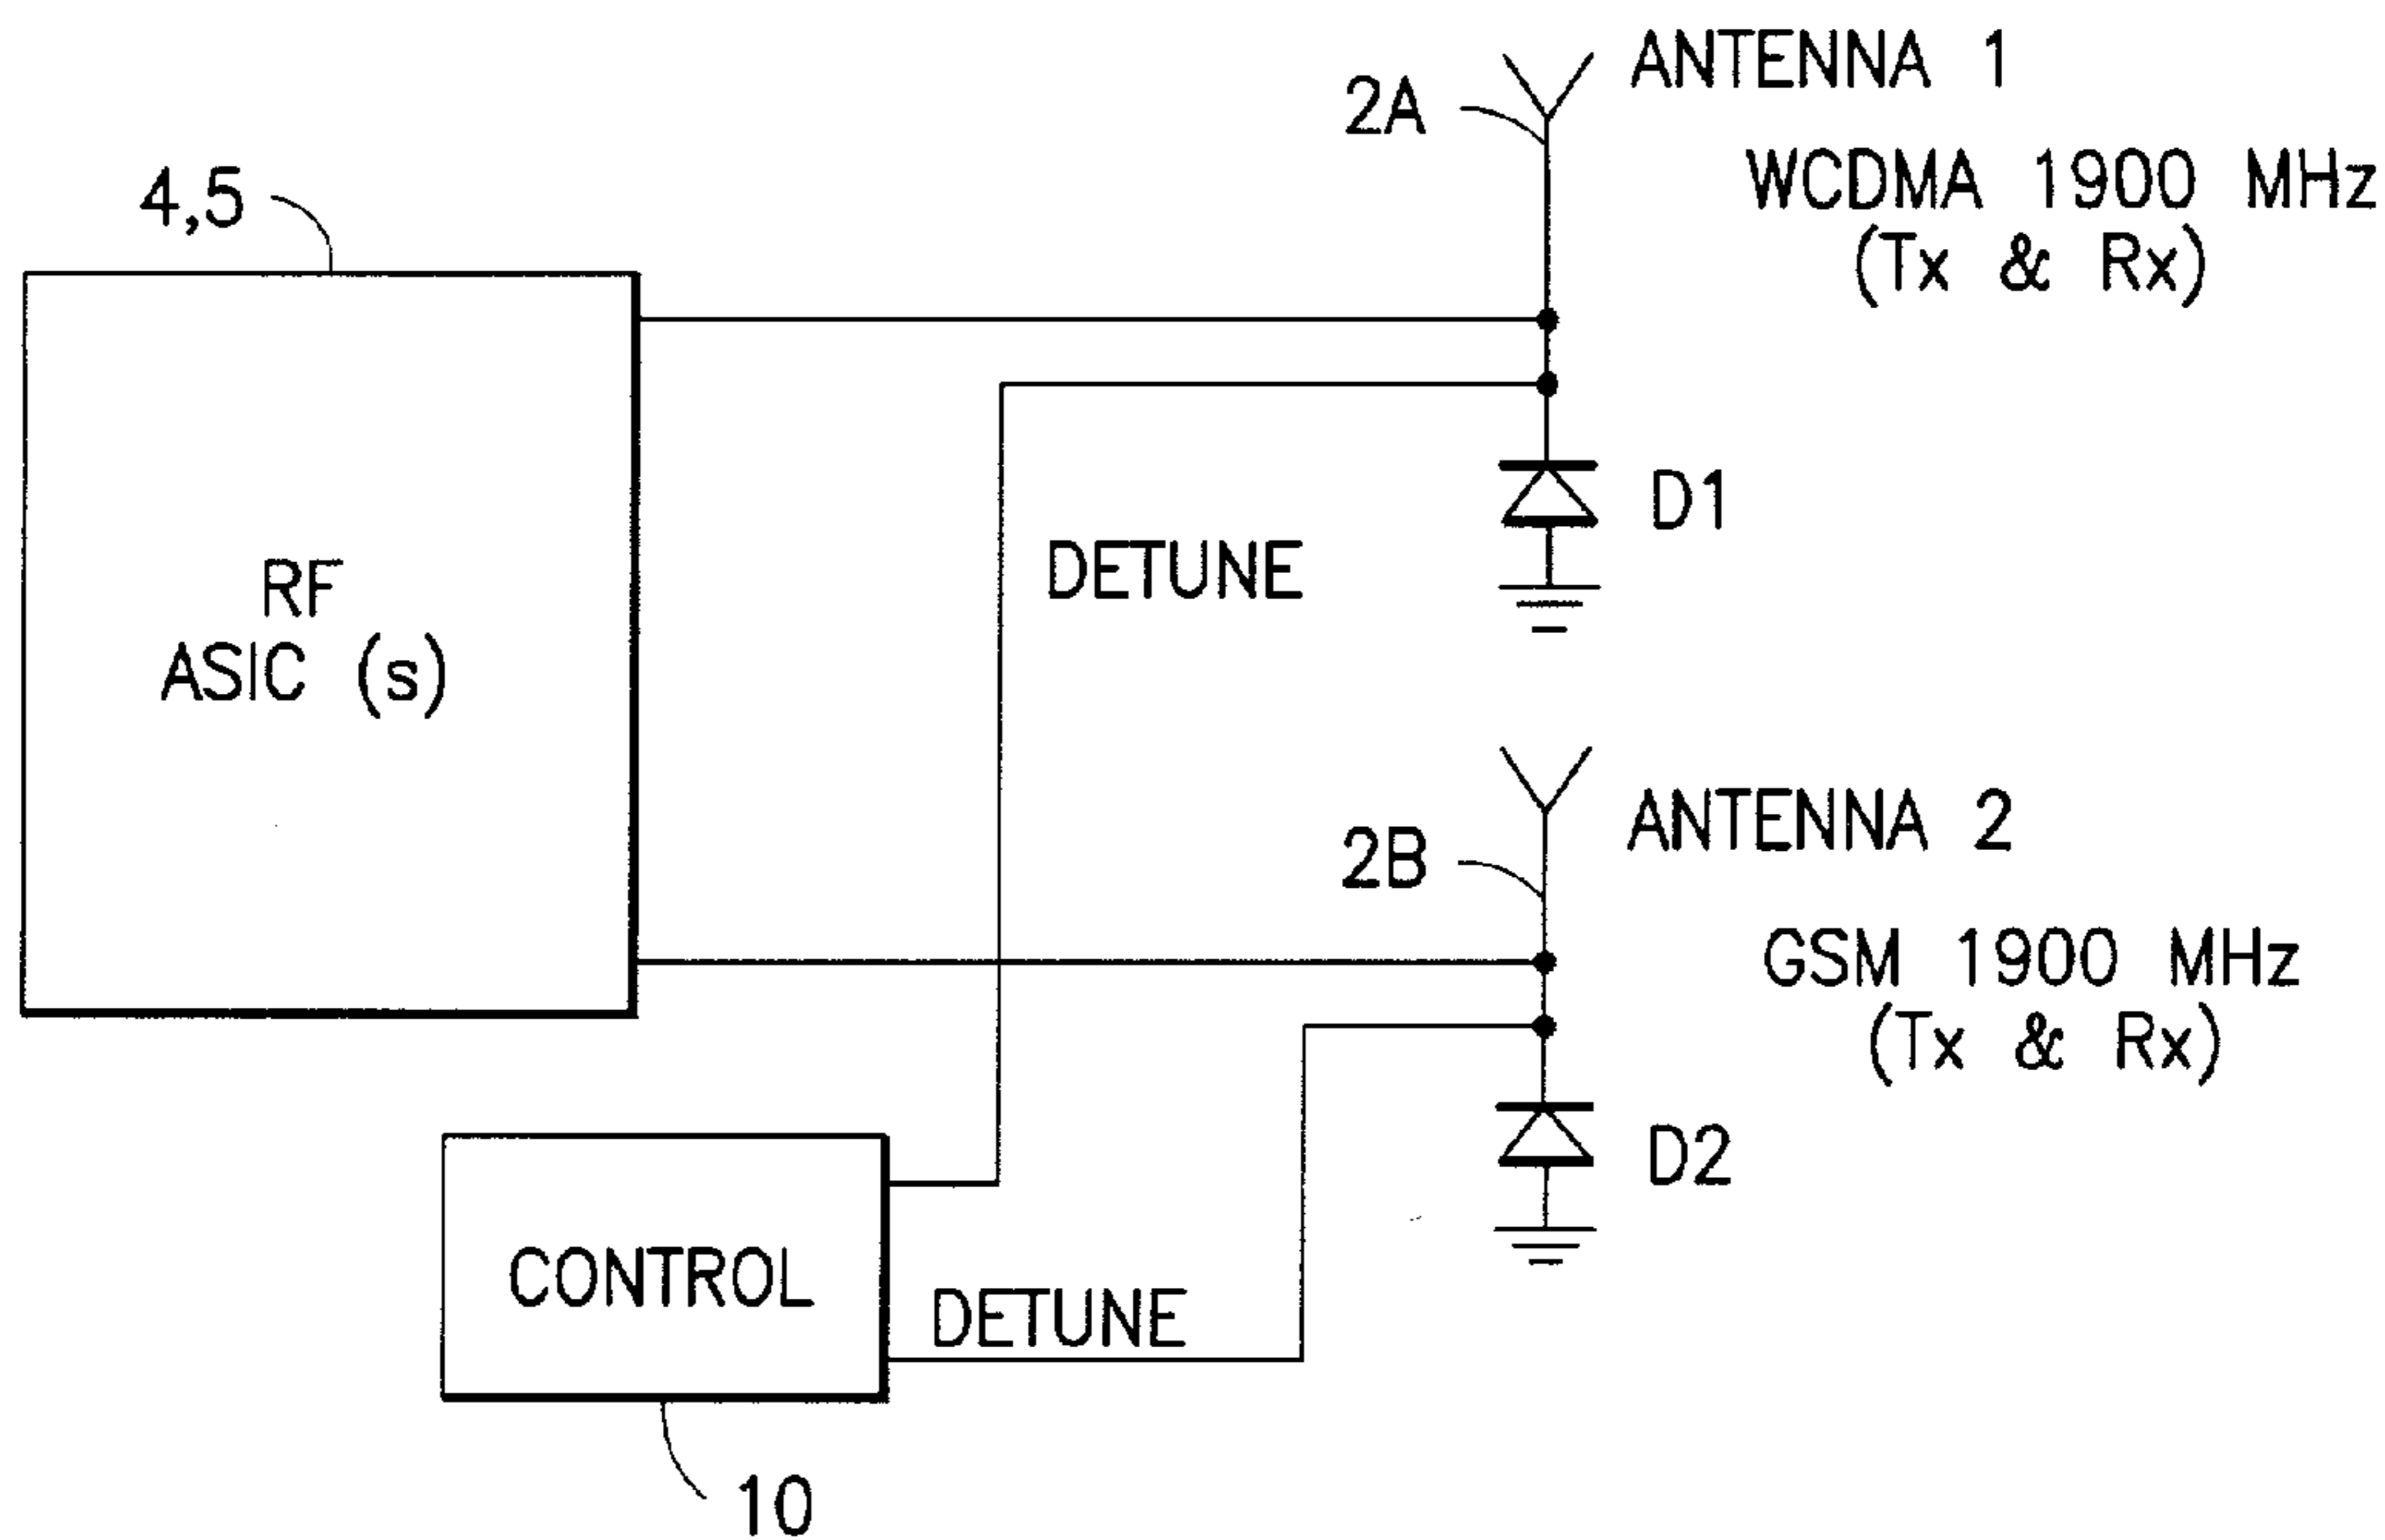 ANTENNA 1
2A
WCDMA 1900 MHz
(Tx & Rx)
4,5
RF
ASIC (s)
D1
DETUNE
ANTENNA 2
2B
GSM 1900 MHz
(Tx & Rx)
D2
CONTROL
DETUNE
10